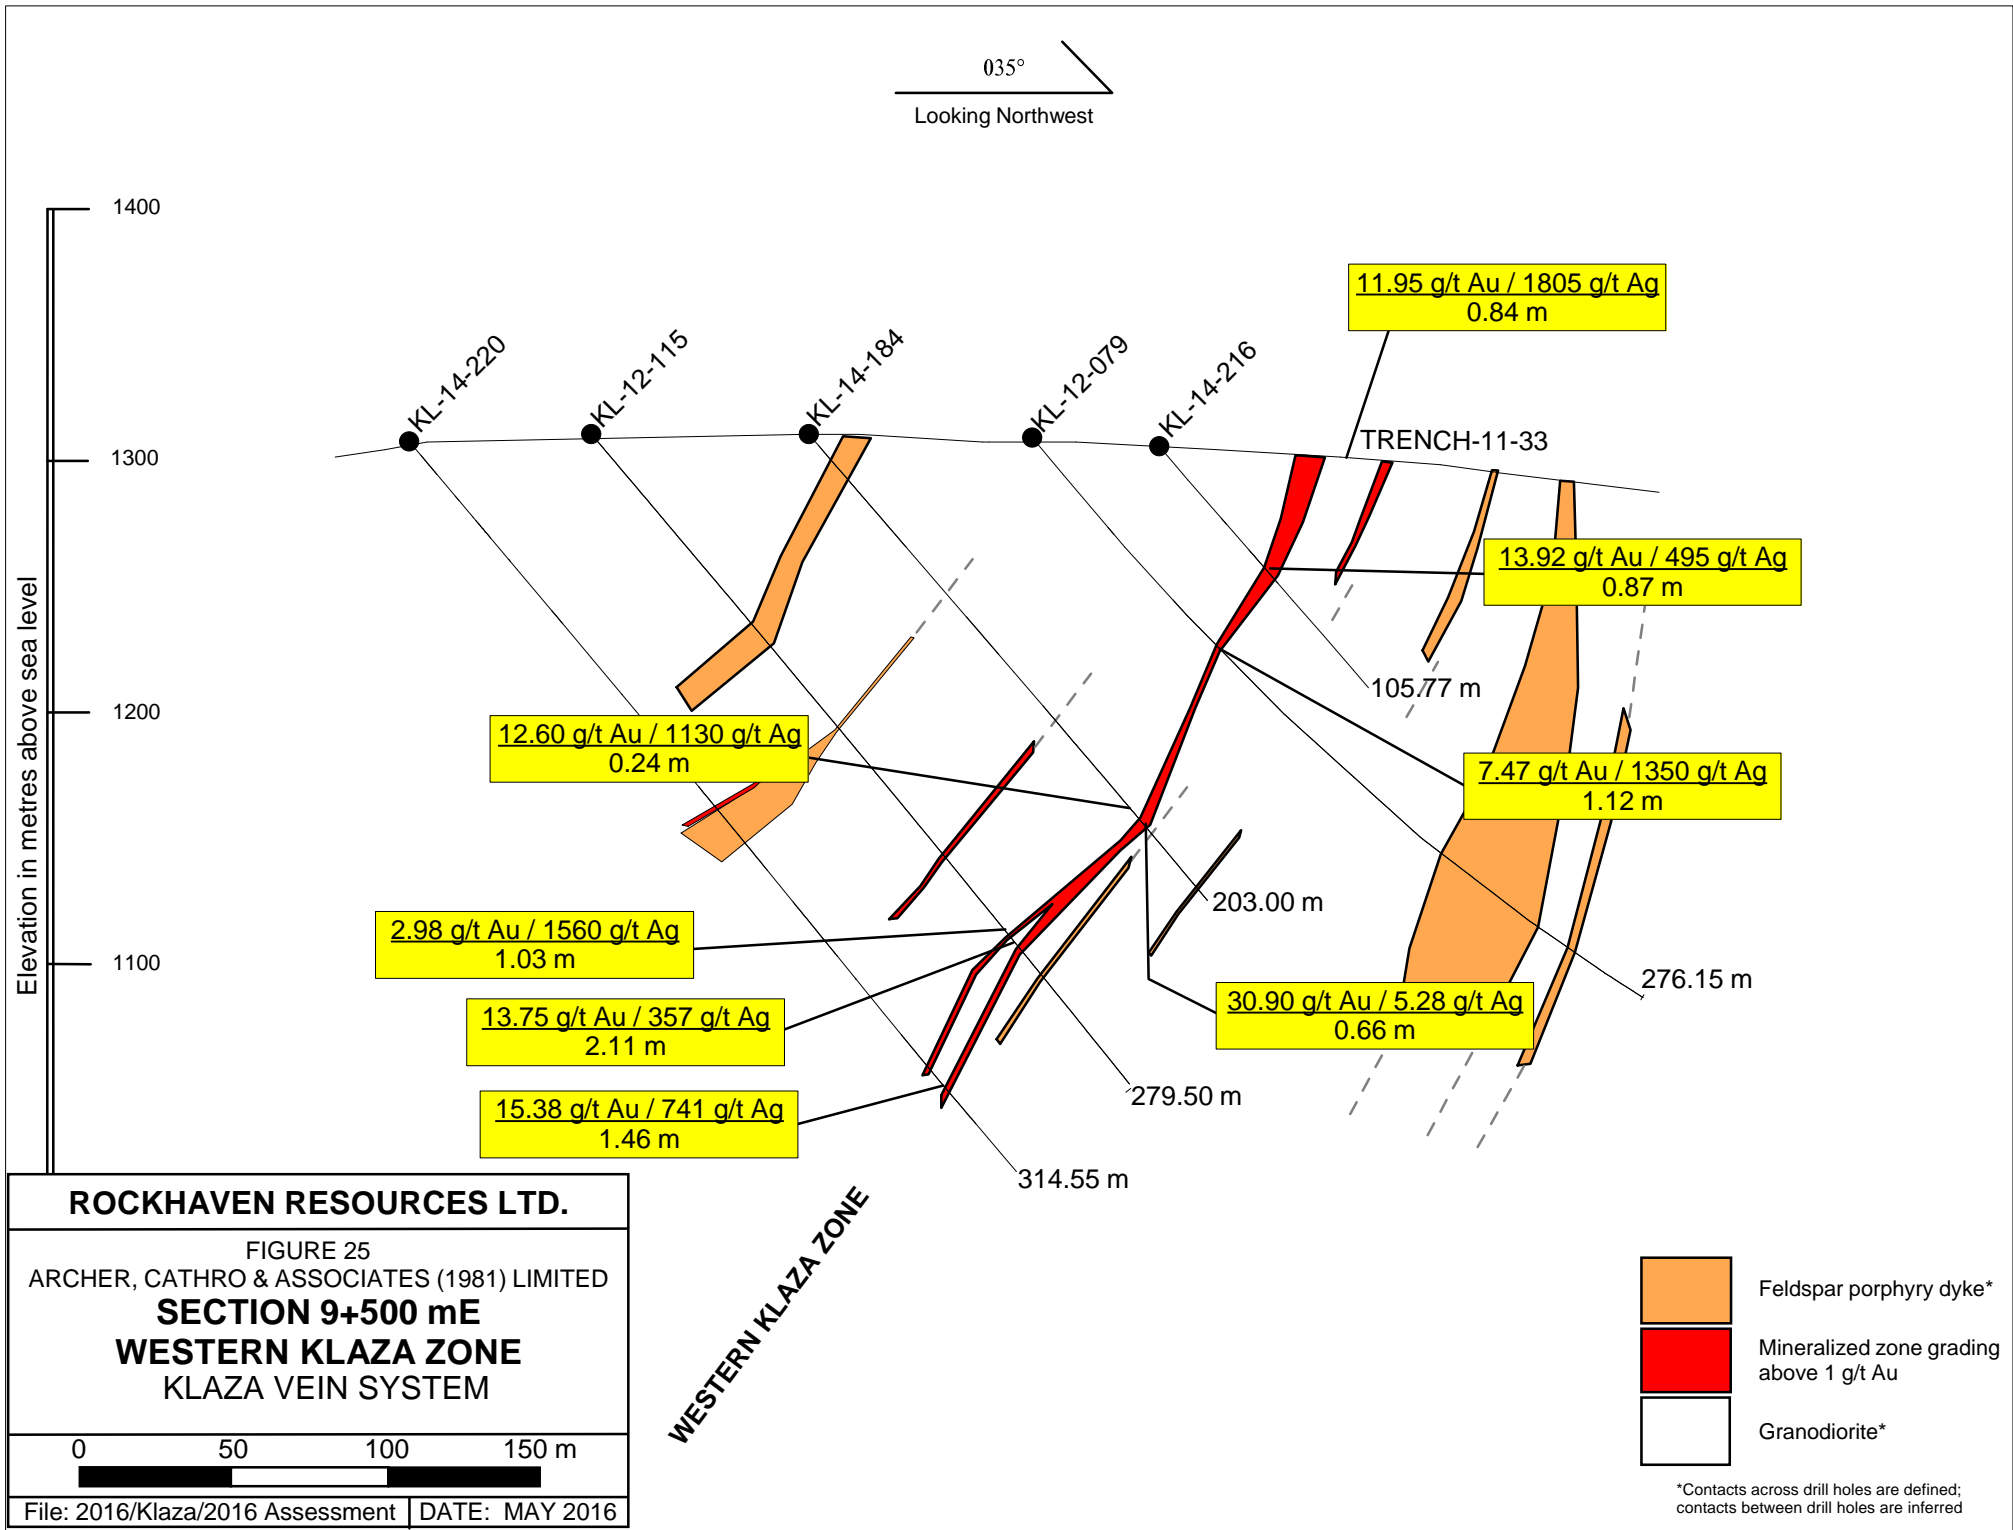 035°
Looking Northwest
1400
1300
1200
1100
Elevation in metres above sea level
KL-14-220
KL-12-115
KL-14-184
KL-12-079
KL-14-216
11.95 g/t Au / 1805 g/t Ag
0.84 m
TRENCH-11-33
13.92 g/t Au / 495 g/t Ag
0.87 m
105.77 m
12.60 g/t Au / 1130 g/t Ag
0.24 m
7.47 g/t Au / 1350 g/t Ag
1.12 m
203.00 m
2.98 g/t Au / 1560 g/t Ag
1.03 m
276.15 m
13.75 g/t Au / 357 g/t Ag
2.11 m
30.90 g/t Au / 5.28 g/t Ag
0.66 m
279.50 m
15.38 g/t Au / 741 g/t Ag
1.46 m
314.55 m
WESTERN KLAZA ZONE
ROCKHAVEN RESOURCES LTD.
FIGURE 25
ARCHER, CATHRO & ASSOCIATES (1981) LIMITED
SECTION 9+500 mE
WESTERN KLAZA ZONE
KLAZA VEIN SYSTEM
0 50 100 150 m
File: 2016/Klaza/2016 Assessment DATE: MAY 2016
Feldspar porphyry dyke*
Mineralized zone grading
above 1 g/t Au
Granodiorite*
*Contacts across drill holes are defined;
contacts between drill holes are inferred